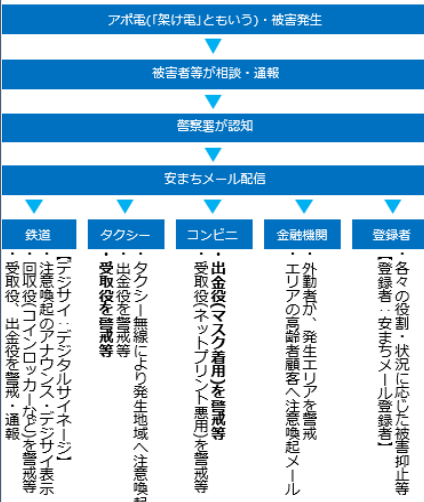 アポ電(「架け電」ともいう)・被害発生
被害者等が相談・通報
警察署が認知
安まちメール配信
鉄道
タクシー
コンビニ
金融機関
登録者
【デジサイ:デジタルサイネージ】
・注意喚起のアナウンス・デジサイ表示
・回収役(コインロッカーなど)を警戒等
・受取役、出金役を警戒・通報
・タクシー無線により発生地域へ注意喚起
・出金役を警戒等
・受取役を警戒等
・出金役(マスク着用)を警戒等
・受取役(ネットプリント悪用)を警戒等
・外勤者が、発生エリアを警戒
・エリアの高齢者顧客へ注意喚起メール
・各々の役割・状況に応じた被害抑止等
【登録者:安まちメール登録者】